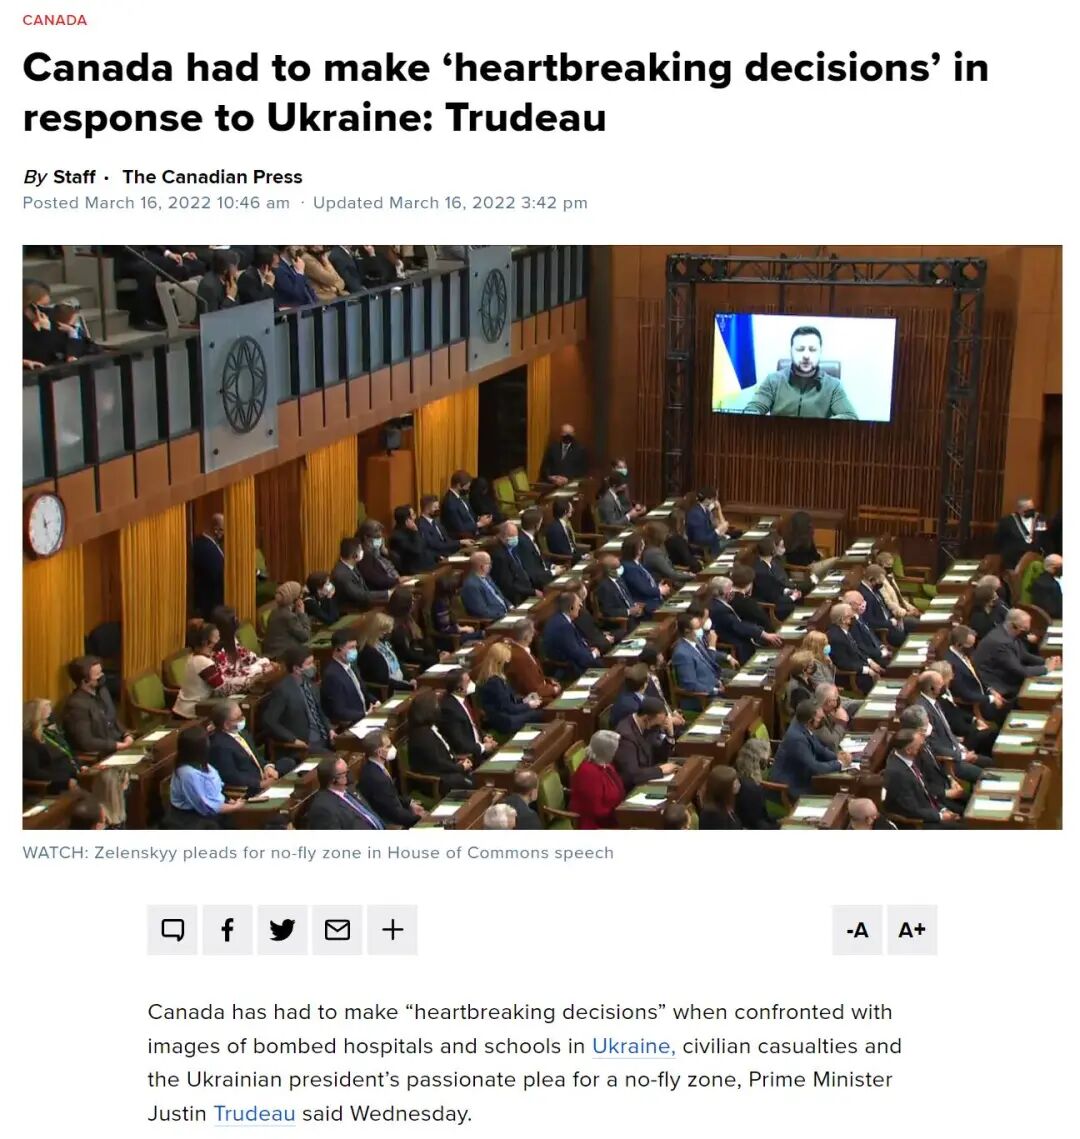 CANADA
Canada had to make ‘heartbreaking decisions’ in
response to Ukraine: Trudeau
By Staff · The Canadian Press
Posted March 16, 2022 10:46 am · Updated March 16, 2022 3:42 pm
WATCH: Zelenskyy pleads for no-fly zone in House of Commons speech
-A A+
Canada has had to make “heartbreaking decisions” when confronted with
images of bombed hospitals and schools in Ukraine, civilian casualties and
the Ukrainian president’s passionate plea for a no-fly zone, Prime Minister
Justin Trudeau said Wednesday.